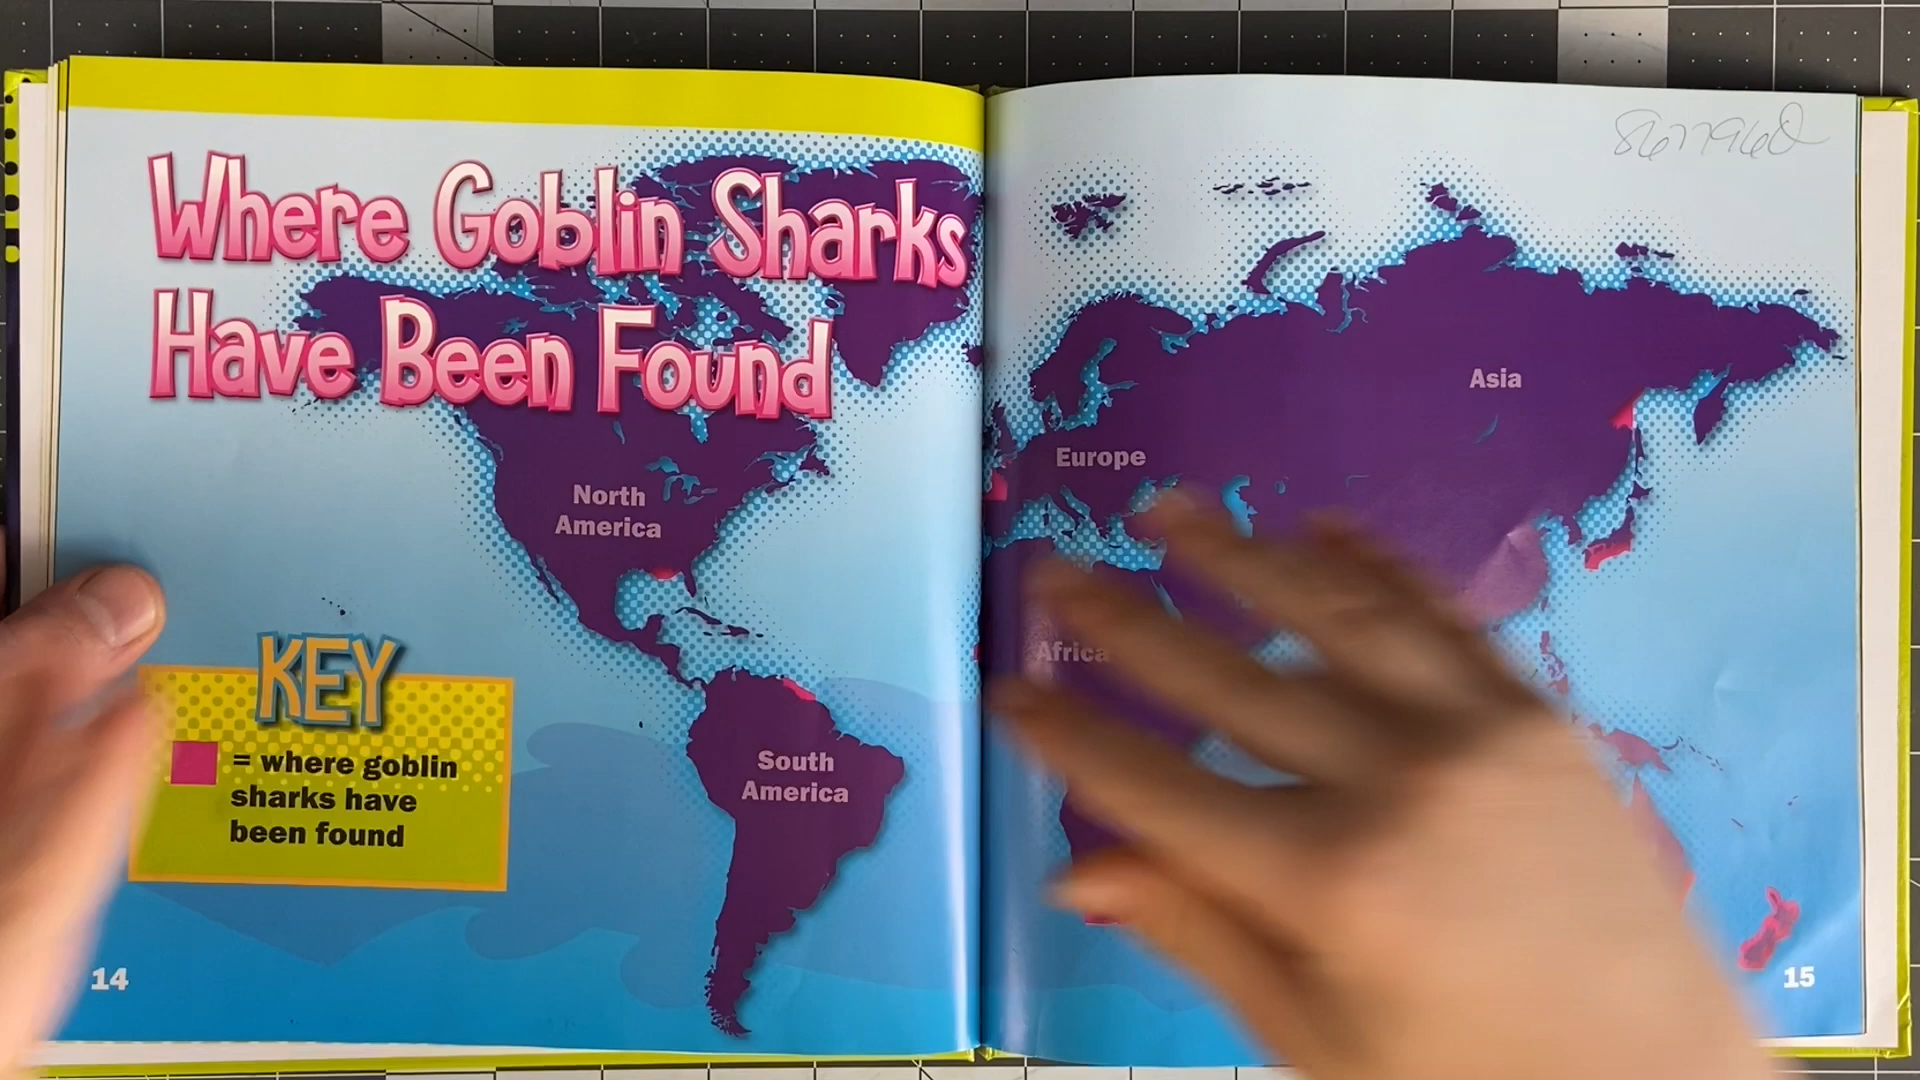 Where Goblin Sharks
Have Been Found
North
America
South
America
KEY
= where goblin
sharks have
been found
14
8677960
Asia
Europe
Africa
15